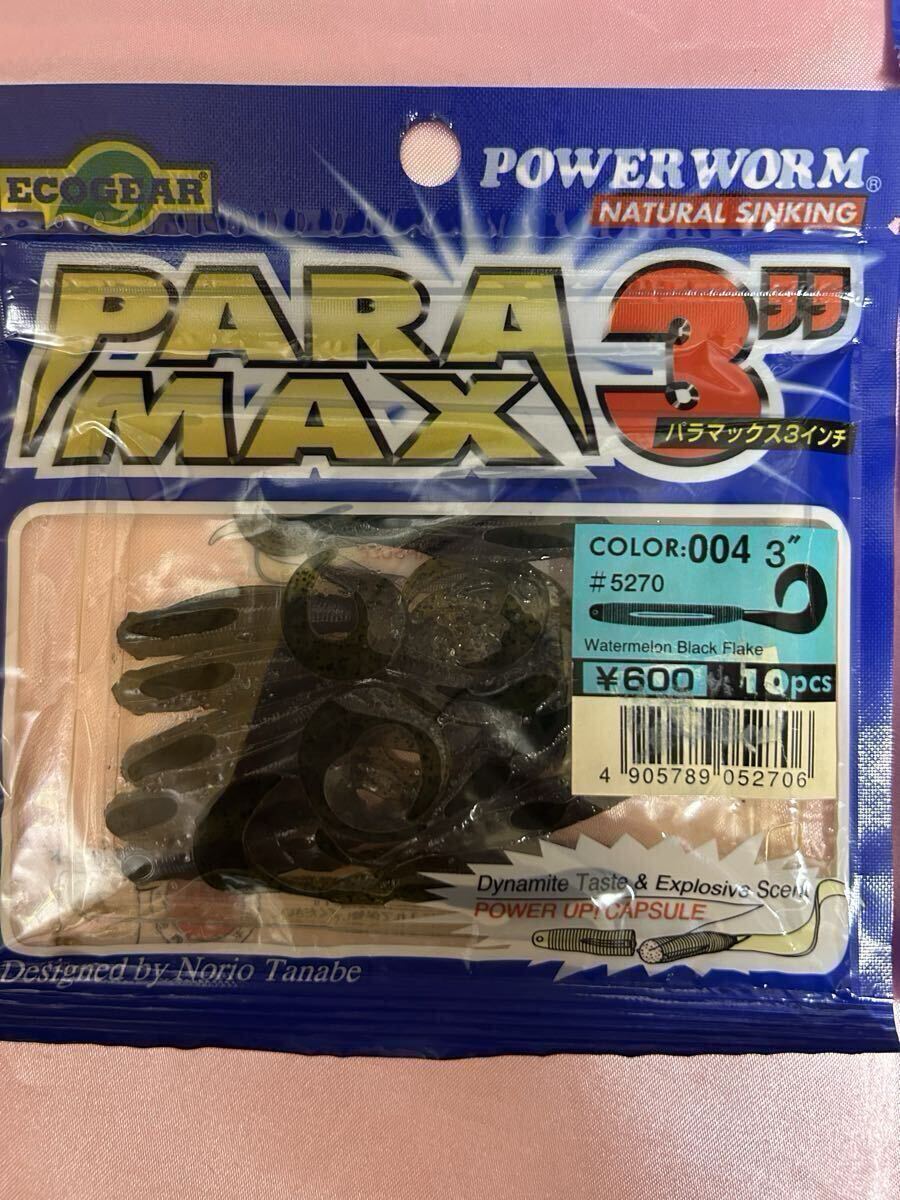 ECOGEAR®
POWER WORM®
NATURAL SINKING
PARA
MAX
3"
パラマックス3インチ
COLOR:004 3"
#5270
Watermelon Black Flake
¥600 10pcs
4 905789 052706
Dynamite Taste & Explosive Scent
POWER UP! CAPSULE
Designed by Norio Tanabe